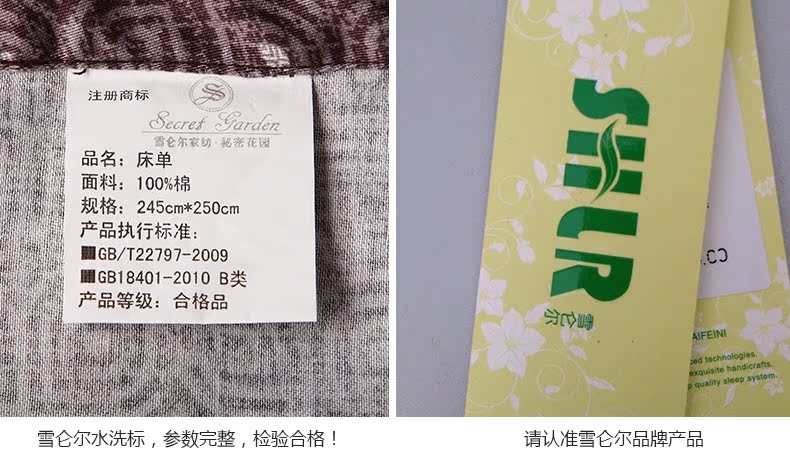 注册商标
S
Secret Garden
雪仑尔家纺·秘密花园
品名：床单
面料：100%棉
规格：245cm*250cm
产品执行标准：
■GB/T22797-2009
■GB18401-2010 B类
产品等级：合格品
SHLR
雪仑尔
.CC
AIFEINI
ced technologies.
exquisite handicrafts.
quality sleep system.
雪仑尔水洗标，参数完整，检验合格！
请认准雪仑尔品牌产品